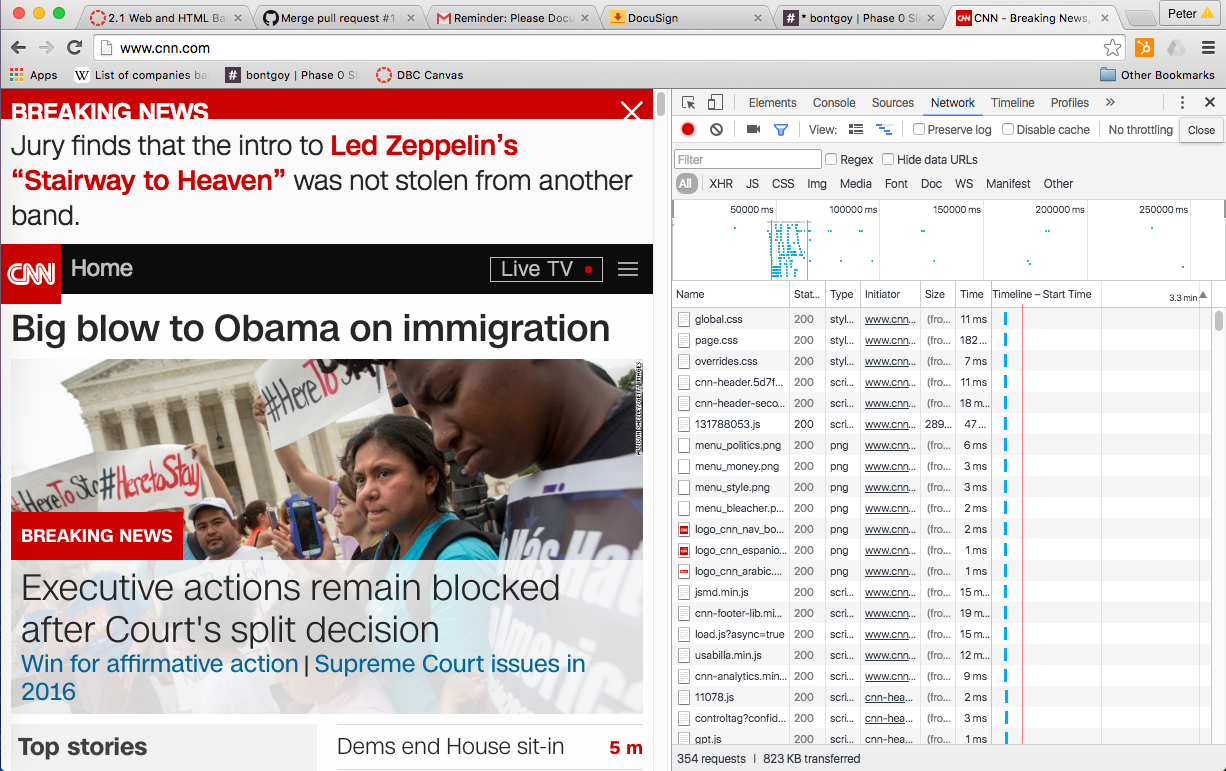 2.1 Web and HTML Ba
Merge pull request #1
Reminder: Please Docu
DocuSign
* bontgoy | Phase 0 Sl
CNN - Breaking News,
Peter
www.cnn.com
Apps
List of companies ba
bontgoy | Phase 0 Sl
DBC Canvas
Other Bookmarks
BREAKING NEWS
Jury finds that the intro to Led Zeppelin's
“Stairway to Heaven” was not stolen from another
band.
CNN
Home
Live TV
Big blow to Obama on immigration
#HereToSta
#HereToSta
#HeretoStay
Más Hat
BREAKING NEWS
Executive actions remain blocked
after Court's split decision
Win for affirmative action | Supreme Court issues in
2016
Top stories
Dems end House sit-in 5 m
Elements Console Sources Network Timeline Profiles »
View: Preserve log Disable cache No throttling Close
Filter Regex Hide data URLs
All XHR JS CSS Img Media Font Doc WS Manifest Other
50000 ms 100000 ms 150000 ms 200000 ms 250000 ms
Name Stat... Type Initiator Size Time Timeline – Start Time 3.3 min
global.css 200 styl... www.cnn... (fro... 11 ms
page.css 200 styl... www.cnn... (fro... 182...
overrides.css 200 styl... www.cnn... (fro... 7 ms
cnn-header.5d7f... 200 scri... www.cnn... (fro... 11 ms
cnn-header-seco... 200 scri... www.cnn... (fro... 18 m...
131788053.js 200 scri... www.cnn... 289... 47 ...
menu_politics.png 200 png www.cnn... (fro... 6 ms
menu_money.png 200 png www.cnn... (fro... 3 ms
menu_style.png 200 png www.cnn... (fro... 2 ms
menu_bleacher.p... 200 png www.cnn... (fro... 2 ms
logo_cnn_tv_bo... 200 png www.cnn... (fro... 2 ms
logo_cnn_espanio... 200 png www.cnn... (fro... 1 ms
logo_cnn_arabic.... 200 png www.cnn... (fro... 1 ms
jsmd.min.js 200 scri... www.cnn... (fro... 15 m...
cnn-footer-lib.mi... 200 scri... www.cnn... (fro... 19 m...
load.js?async=true 200 scri... www.cnn... (fro... 15 m...
usabilla.min.js 200 scri... www.cnn... (fro... 12 m...
cnn-analytics.min... 200 scri... www.cnn... (fro... 9 ms
11078.js 200 scri... cnn-hea... (fro... 2 ms
controltag?confid... 200 scri... cnn-hea... (fro... 3 ms
gpt.js 200 scri... cnn-hea... (fro... 1 ms
354 requests | 823 KB transferred